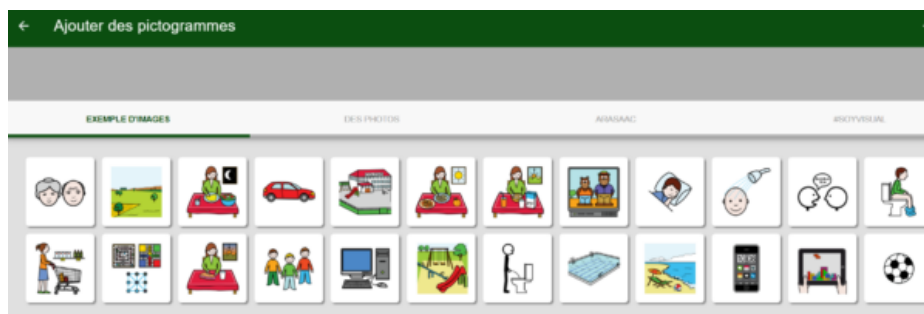 Ajouter des pictogrammes
EXEMPLE D'IMAGES
DES PHOTOS
ARASAAC
#SOYVISUAL